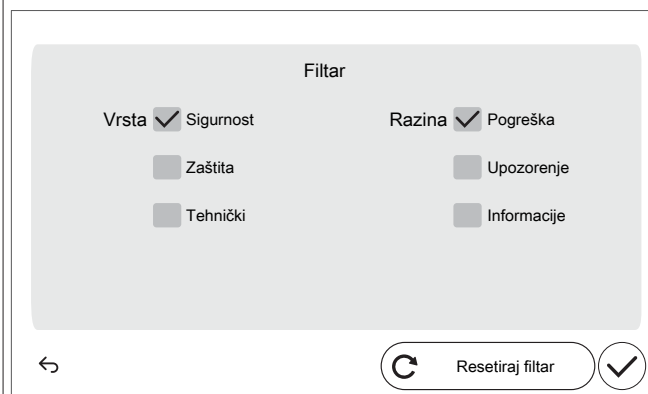 Filtar
Vrsta Sigurnost Razina Pogreška
Zaštita Upozorenje
Tehnički Informacije
Resetiraj filtar